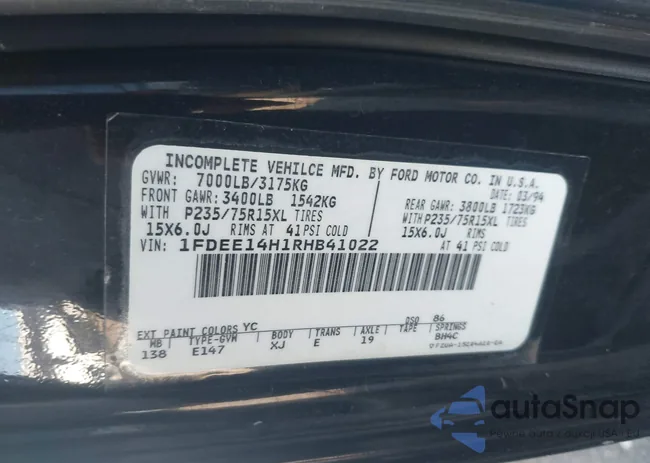 INCOMPLETE VEHILCE MFD. BY FORD MOTOR CO. IN U.S.A.
GVWR: 7000LB/3175KG DATE: 03/94
FRONT GAWR: 3400LB 1542KG REAR GAWR: 3800LB 1723KG
WITH P235/75R15XL TIRES WITH P235/75R15XL TIRES
15X6.0J RIMS AT 41 PSI COLD 15X6.0J RIMS
VIN: 1FDEE14H1RHB41022 AT 41 PSI COLD
EXT PAINT COLORS YC DSO 86
WB TYPE-GVW BODY TRANS AXLE TAPE SPRINGS
138 E147 XJ E 19 BH4C
autoSnap